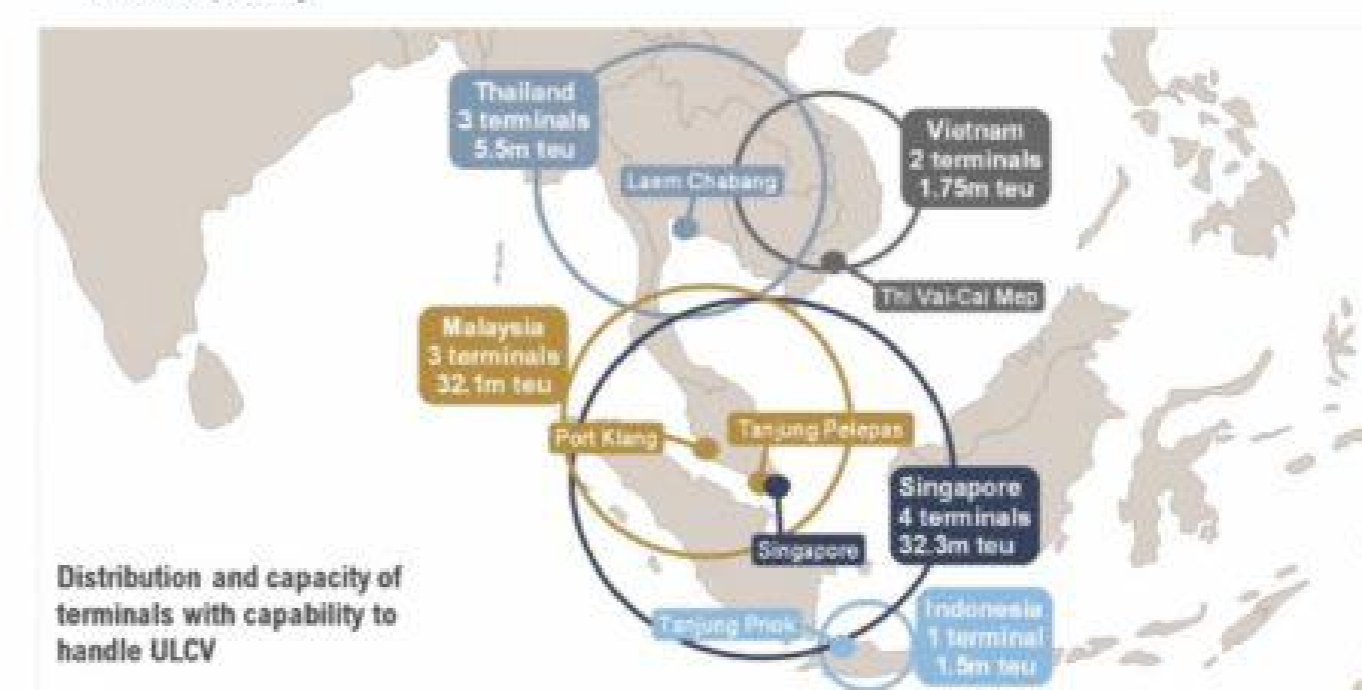 Thailand
3 terminals
5.5m teu
Laem Chabang
Vietnam
2 terminals
1.75m teu
Thi Vai-Cai Mep
Malaysia
3 terminals
32.1m teu
Port Klang
Tanjung Pelepas
Singapore
4 terminals
32.3m teu
Singapore
Distribution and capacity of
terminals with capability to
handle ULCV
Tanjung Priok
Indonesia
1 terminal
1.5m teu